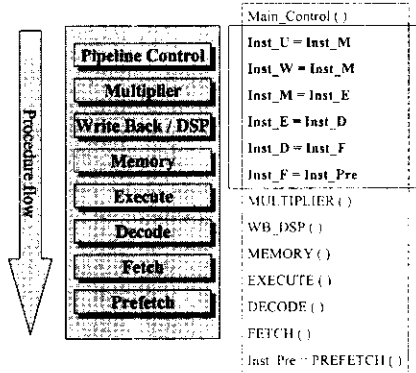 Procedure flow
Pipeline Control
Multiplier
Write Back / DSP
Memory
Execute
Decode
Fetch
Prefetch
Main_Control ( )
Inst_U = Inst_M
Inst_W = Inst_M
Inst_M = Inst_E
Inst_E = Inst_D
Inst_D = Inst_F
Inst_F = Inst_Pre
MULTIPLIER ( )
WB_DSP ( )
MEMORY ( )
EXECUTE ( )
DECODE ( )
FETCH ( )
Inst_Pre = PREFETCH ( )